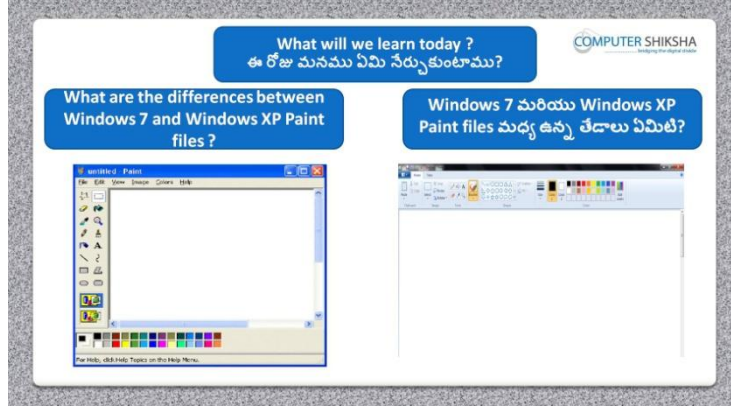 What will we learn today ?
ఈ రోజు మనము ఏమి నేర్చుకుంటాము?
COMPUTER SHIKSHA
bridging the digital divide
What are the differences between
Windows 7 and Windows XP Paint
files ?
Windows 7 మరియు Windows XP
Paint files మధ్య ఉన్న తేడాలు ఏమిటి?
untitled - Paint
File Edit View Image Colors Help
For Help, click Help Topics on the Help Menu.